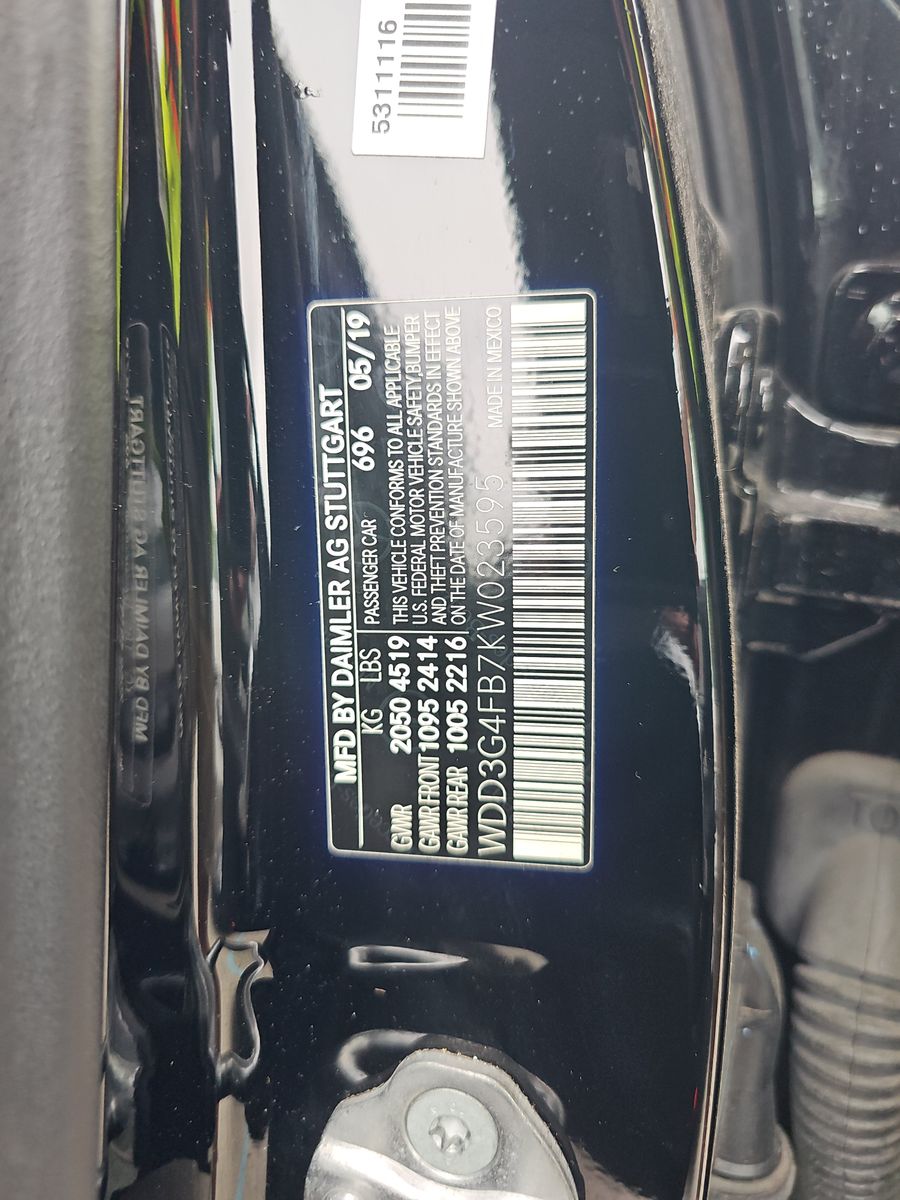 5311116
MFD BY DAIMLER AG STUTTGART
KG LBS PASSENGER CAR 696 05/19
GVWR 2050 4519 THIS VEHICLE CONFORMS TO ALL APPLICABLE
GAWR FRONT 1095 2414 U.S. FEDERAL MOTOR VEHICLE SAFETY,BUMPER
GAWR REAR 1005 2216 AND THEFT PREVENTION STANDARDS IN EFFECT
ON THE DATE OF MANUFACTURE SHOWN ABOVE
WDD3G4FB7KW023595 MADE IN MEXICO